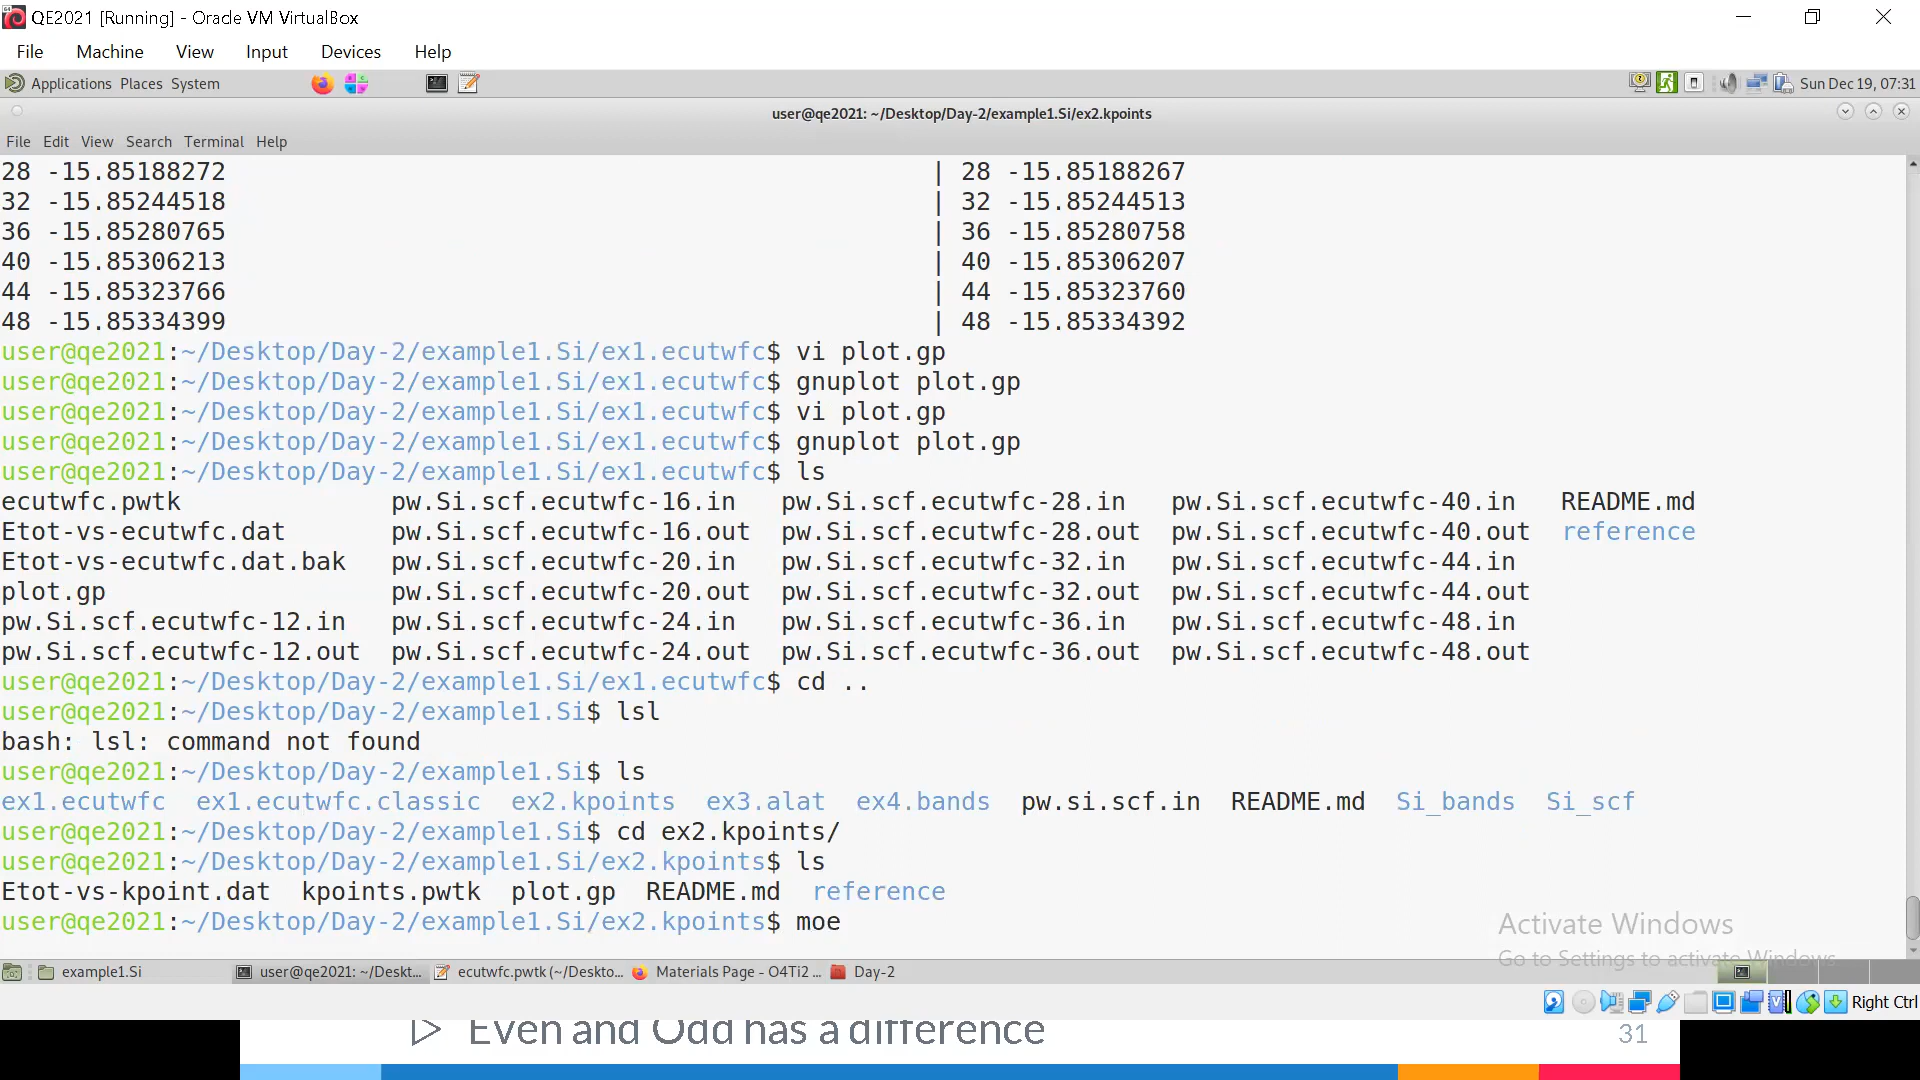 QE2021 [Running] - Oracle VM VirtualBox
File Machine View Input Devices Help
Applications Places System Sun Dec 19, 07:31
user@qe2021: ~/Desktop/Day-2/example1.Si/ex2.kpoints
File Edit View Search Terminal Help
28 -15.85188272 | 28 -15.85188267
32 -15.85244518 | 32 -15.85244513
36 -15.85280765 | 36 -15.85280758
40 -15.85306213 | 40 -15.85306207
44 -15.85323766 | 44 -15.85323760
48 -15.85334399 | 48 -15.85334392
user@qe2021:~/Desktop/Day-2/example1.Si/ex1.ecutwfc$ vi plot.gp
user@qe2021:~/Desktop/Day-2/example1.Si/ex1.ecutwfc$ gnuplot plot.gp
user@qe2021:~/Desktop/Day-2/example1.Si/ex1.ecutwfc$ vi plot.gp
user@qe2021:~/Desktop/Day-2/example1.Si/ex1.ecutwfc$ gnuplot plot.gp
user@qe2021:~/Desktop/Day-2/example1.Si/ex1.ecutwfc$ ls
ecutwfc.pwtk pw.Si.scf.ecutwfc-16.in pw.Si.scf.ecutwfc-28.in pw.Si.scf.ecutwfc-40.in README.md
Etot-vs-ecutwfc.dat pw.Si.scf.ecutwfc-16.out pw.Si.scf.ecutwfc-28.out pw.Si.scf.ecutwfc-40.out reference
Etot-vs-ecutwfc.dat.bak pw.Si.scf.ecutwfc-20.in pw.Si.scf.ecutwfc-32.in pw.Si.scf.ecutwfc-44.in
plot.gp pw.Si.scf.ecutwfc-20.out pw.Si.scf.ecutwfc-32.out pw.Si.scf.ecutwfc-44.out
pw.Si.scf.ecutwfc-12.in pw.Si.scf.ecutwfc-24.in pw.Si.scf.ecutwfc-36.in pw.Si.scf.ecutwfc-48.in
pw.Si.scf.ecutwfc-12.out pw.Si.scf.ecutwfc-24.out pw.Si.scf.ecutwfc-36.out pw.Si.scf.ecutwfc-48.out
user@qe2021:~/Desktop/Day-2/example1.Si/ex1.ecutwfc$ cd ..
user@qe2021:~/Desktop/Day-2/example1.Si$ lsl
bash: lsl: command not found
user@qe2021:~/Desktop/Day-2/example1.Si$ ls
ex1.ecutwfc ex1.ecutwfc.classic ex2.kpoints ex3.alat ex4.bands pw.si.scf.in README.md Si_bands Si_scf
user@qe2021:~/Desktop/Day-2/example1.Si$ cd ex2.kpoints/
user@qe2021:~/Desktop/Day-2/example1.Si/ex2.kpoints$ ls
Etot-vs-kpoint.dat kpoints.pwtk plot.gp README.md reference
user@qe2021:~/Desktop/Day-2/example1.Si/ex2.kpoints$ moe
Activate Windows
Go to Settings to activate Windows.
example1.Si user@qe2021: ~/Deskt... ecutwfc.pwtk (~/Deskto... Materials Page - O4Ti2 ... Day-2
Right Ctrl
Even and Odd has a difference
31